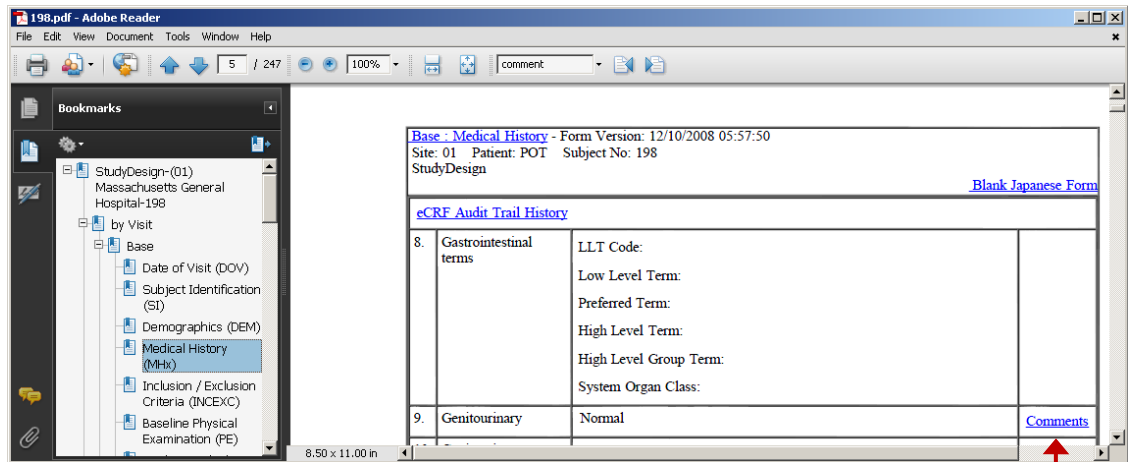 198.pdf - Adobe Reader
File Edit View Document Tools Window Help
5 / 247 100% comment
Bookmarks
StudyDesign-(01)
Massachusetts General
Hospital-198
by Visit
Base
Date of Visit (DOV)
Subject Identification
(SI)
Demographics (DEM)
Medical History
(MHx)
Inclusion / Exclusion
Criteria (INCEXC)
Baseline Physical
Examination (PE)
8.50 x 11.00 in
Base : Medical History - Form Version: 12/10/2008 05:57:50
Site: 01 Patient: POT Subject No: 198
StudyDesign
Blank Japanese Form
eCRF Audit Trail History
8. Gastrointestinal
terms
LLT Code:
Low Level Term:
Preferred Term:
High Level Term:
High Level Group Term:
System Organ Class:
9. Genitourinary Normal Comments